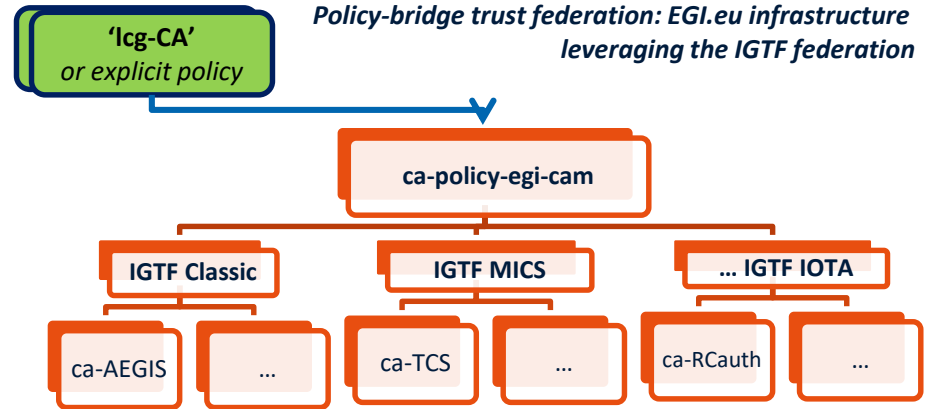 ‘lcg-CA’
or explicit policy
Policy-bridge trust federation: EGI.eu infrastructure
leveraging the IGTF federation
ca-policy-egi-cam
IGTF Classic
IGTF MICS
... IGTF IOTA
ca-AEGIS
...
ca-TCS
...
ca-RCauth
...